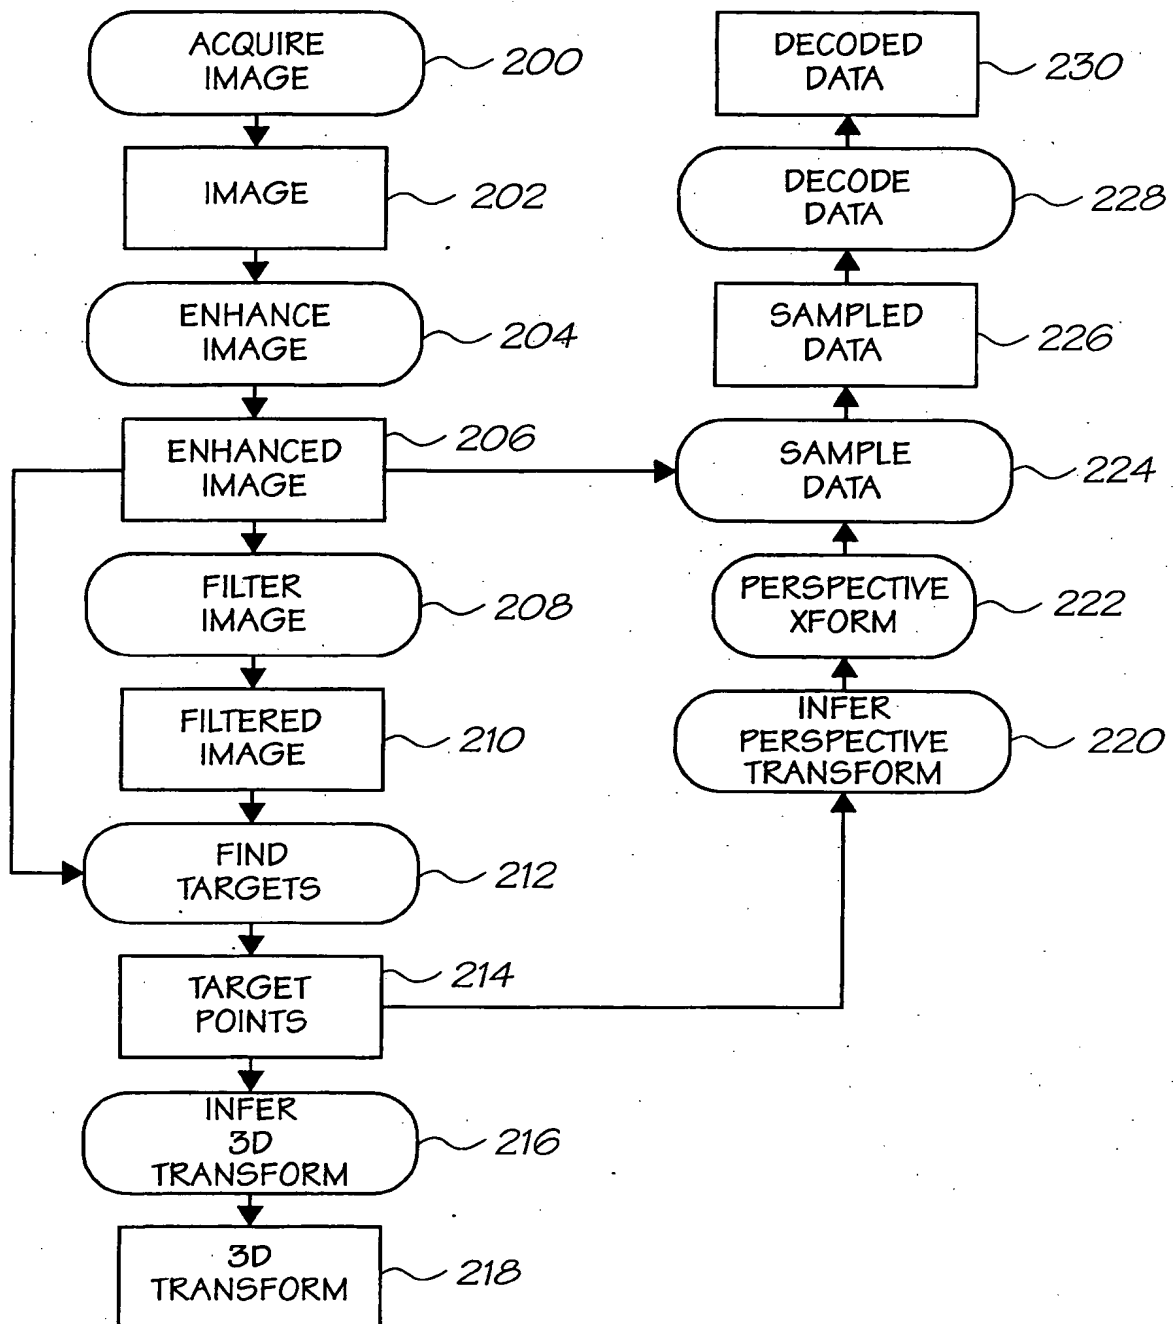 ACQUIRE
IMAGE
200
IMAGE
202
ENHANCE
IMAGE
204
ENHANCED
IMAGE
206
FILTER
IMAGE
208
FILTERED
IMAGE
210
FIND
TARGETS
212
TARGET
POINTS
214
INFER
3D
TRANSFORM
216
3D
TRANSFORM
218
DECODED
DATA
230
DECODE
DATA
228
SAMPLED
DATA
226
SAMPLE
DATA
224
PERSPECTIVE
XFORM
222
INFER
PERSPECTIVE
TRANSFORM
220